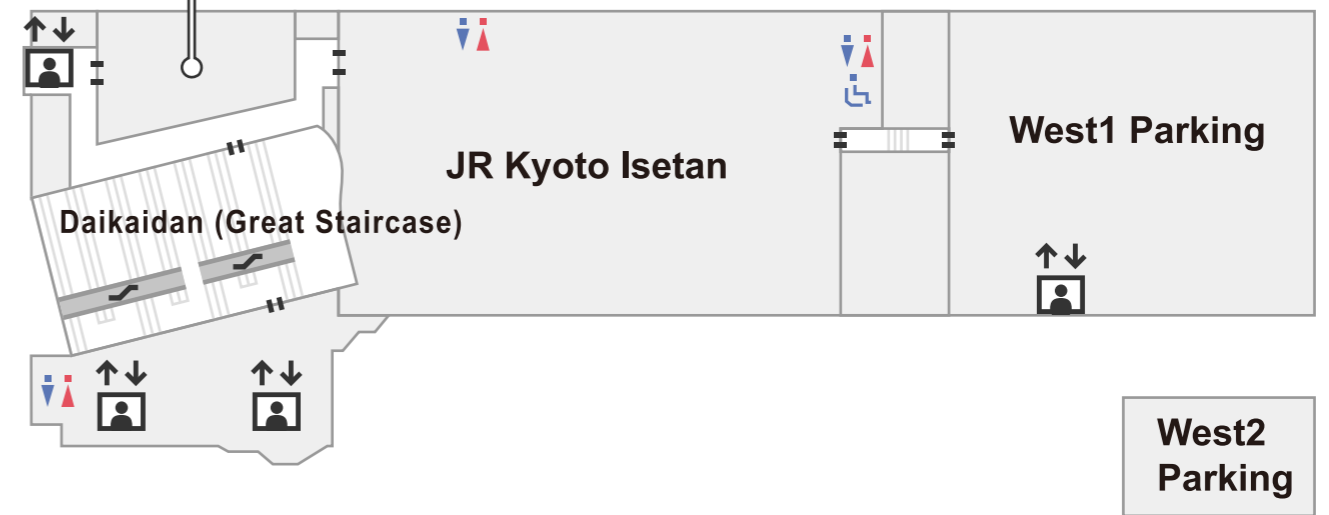 West1 Parking
JR Kyoto Isetan
Daikaidan (Great Staircase)
West2
Parking